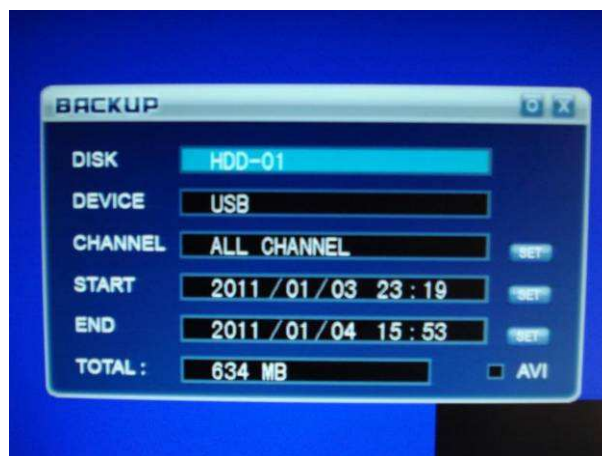 BACKUP
DISK HDD-01
DEVICE USB
CHANNEL ALL CHANNEL SET
START 2011/01/03 23:19 SET
END 2011/01/04 15:53 SET
TOTAL: 634 MB AVI